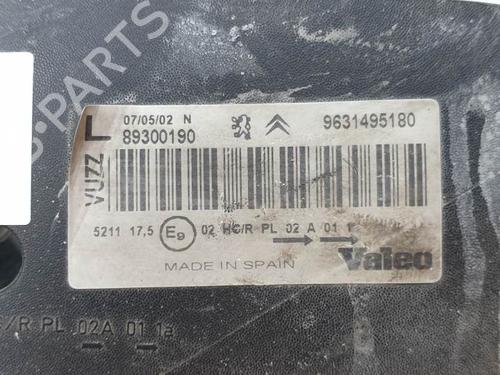 B-PARTS
VUZZ L
07/05/02 N
89300190
9631495180
5211 17,5 E9 02 HC/R PL 02 A 01 1
MADE IN SPAIN
Valeo
/R PL 02A 01 1a